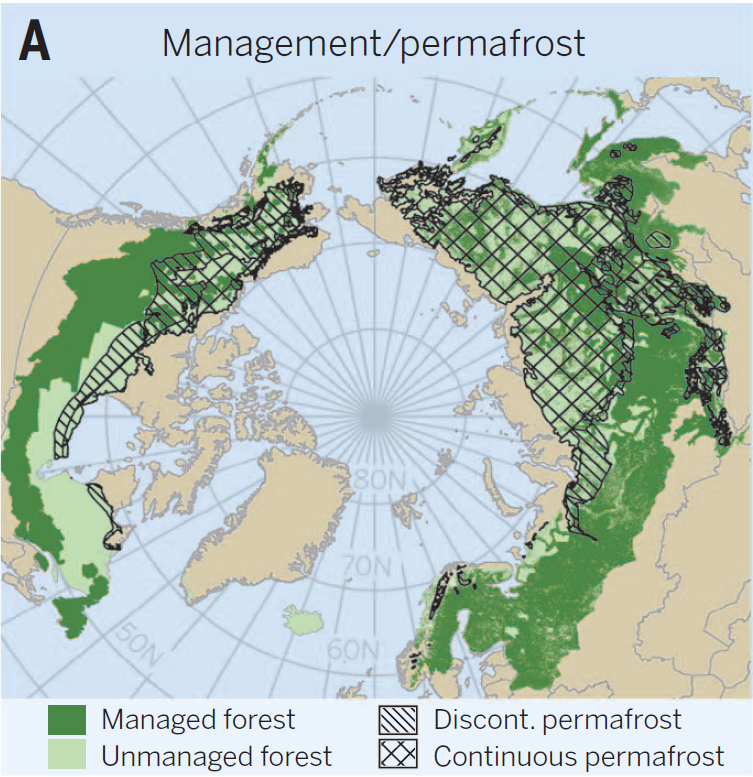 A
Management/permafrost
80N
70N
60N
50N
Managed forest
Discont. permafrost
Unmanaged forest
Continuous permafrost